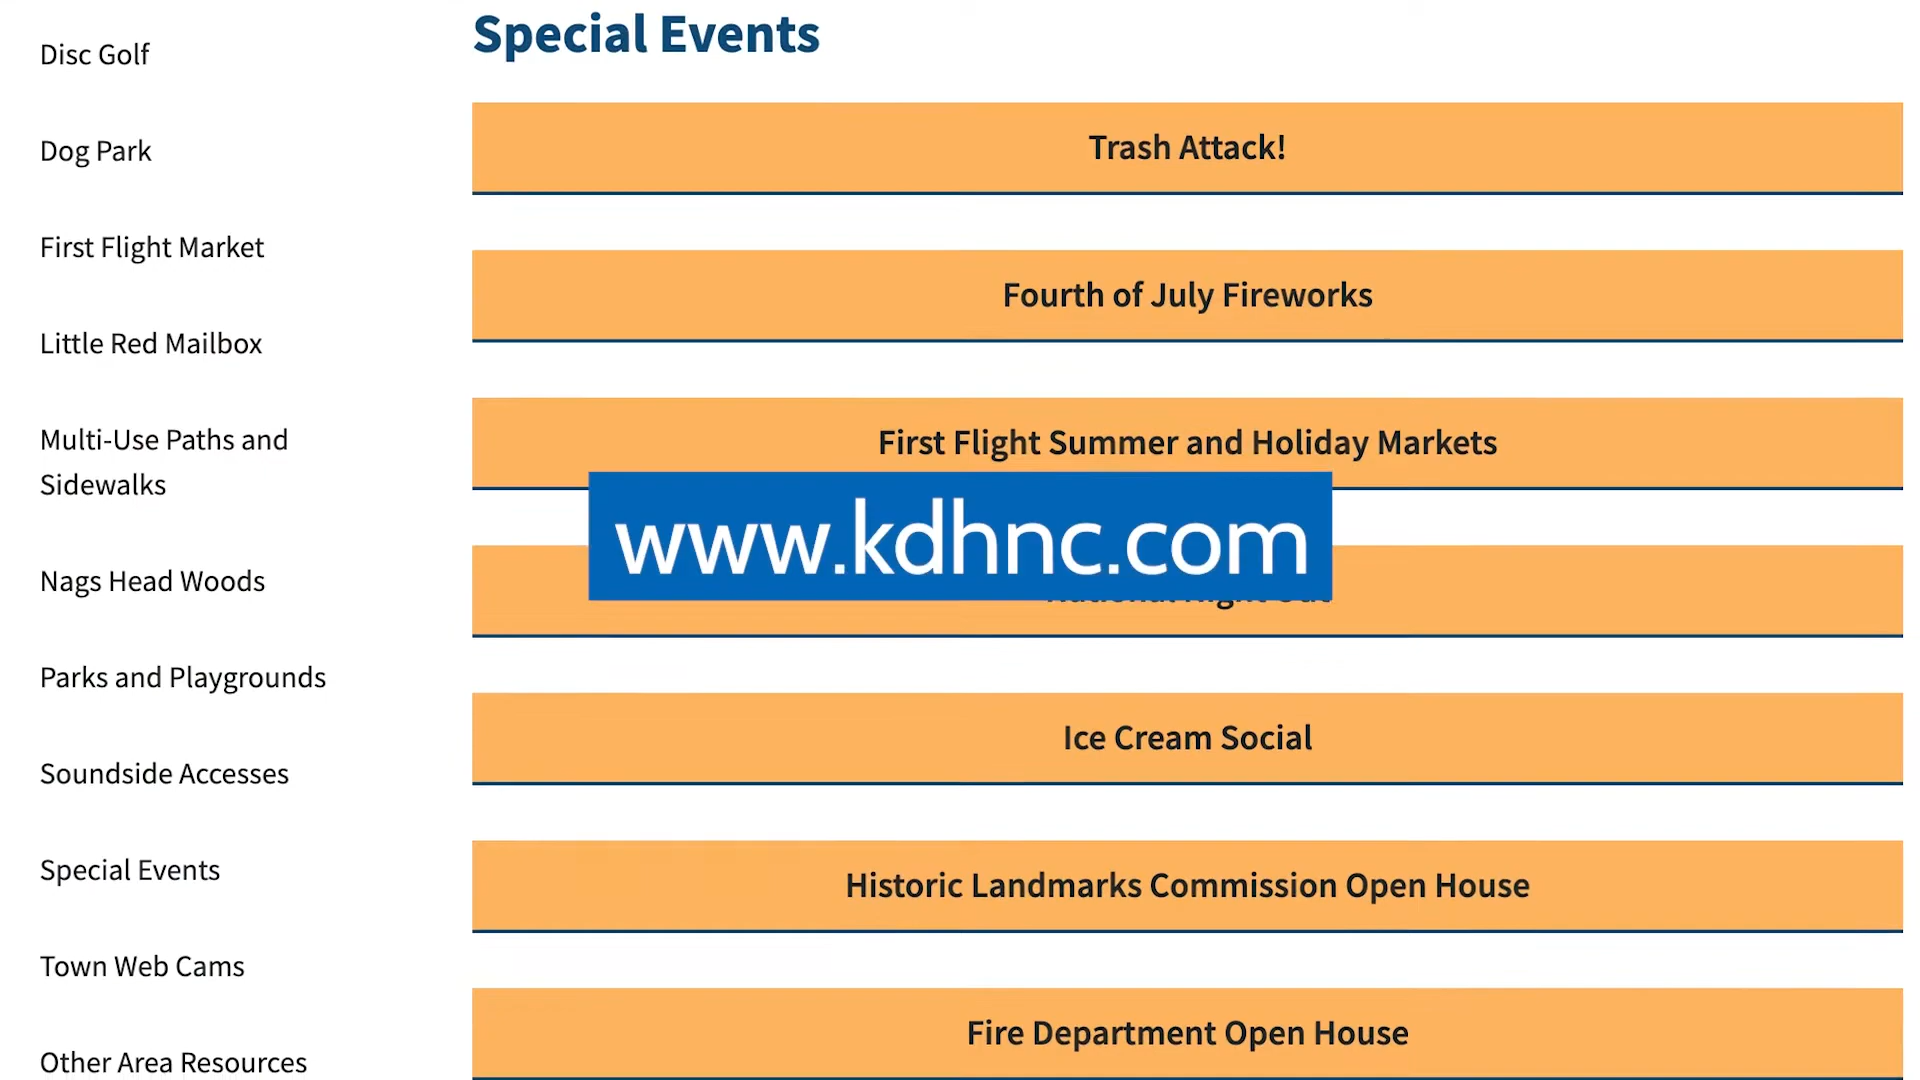 Disc Golf
Dog Park
First Flight Market
Little Red Mailbox
Multi-Use Paths and
Sidewalks
Nags Head Woods
Parks and Playgrounds
Soundside Accesses
Special Events
Town Web Cams
Other Area Resources
Special Events
Trash Attack!
Fourth of July Fireworks
First Flight Summer and Holiday Markets
www.kdhnc.com
Ice Cream Social
Historic Landmarks Commission Open House
Fire Department Open House